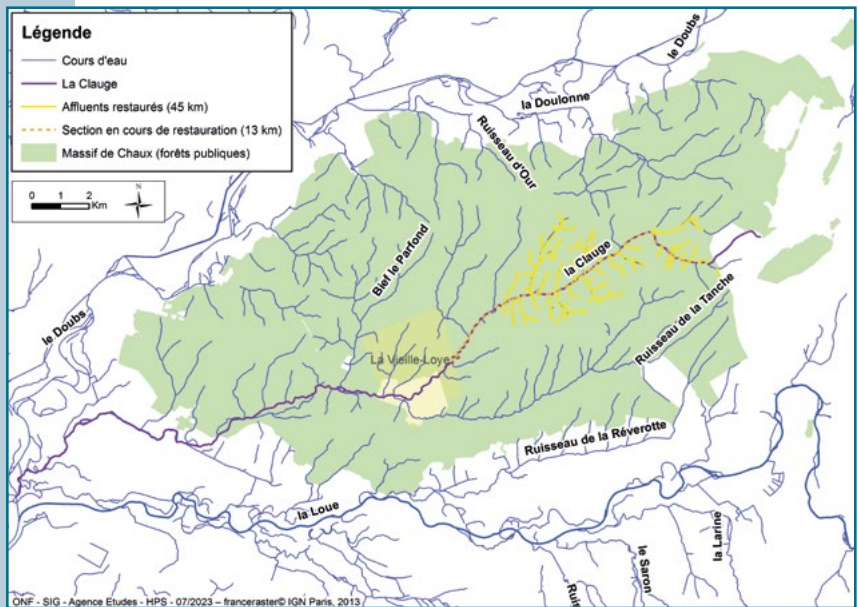 Légende
Cours d'eau
La Clauge
Affluents restaurés (45 km)
Section en cours de restauration (13 km)
Massif de Chaux (forêts publiques)
0 1 2
Km
N
le Doubs
la Doulonne
Ruisseau d'Our
Bief le Parfond
la Clauge
le Doubs
Ruisseau de la Tanche
La Vieille-Loye
Ruisseau de la Réverotte
la Loue
la Larine
le Saron
ONF - SIG - Agence Etudes - HPS - 07/2023 – franceraster© IGN Paris, 2013